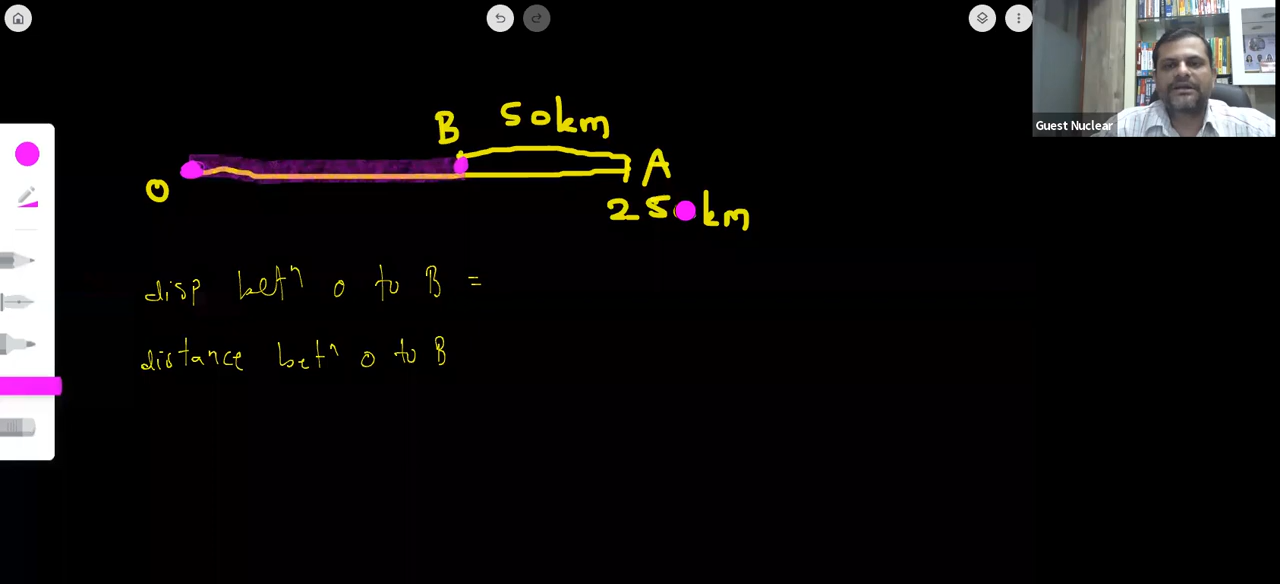 B 50km
Guest Nuclear
A
O
250km
disp betn o to B =
distance betn o to B